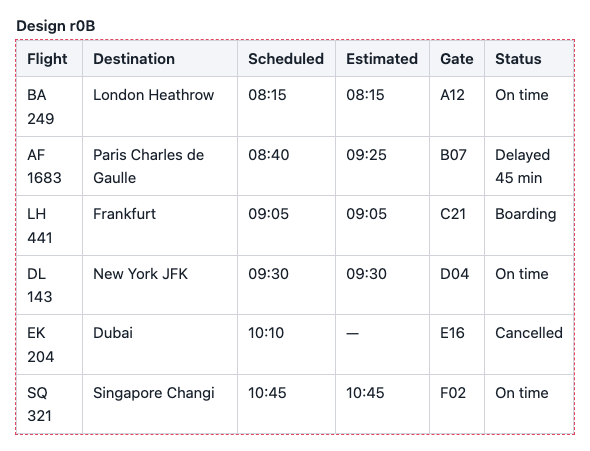 Design r0B
Flight Destination Scheduled Estimated Gate Status
BA 249 London Heathrow 08:15 08:15 A12 On time
AF 1683 Paris Charles de Gaulle 08:40 09:25 B07 Delayed 45 min
LH 441 Frankfurt 09:05 09:05 C21 Boarding
DL 143 New York JFK 09:30 09:30 D04 On time
EK 204 Dubai 10:10 — E16 Cancelled
SQ 321 Singapore Changi 10:45 10:45 F02 On time